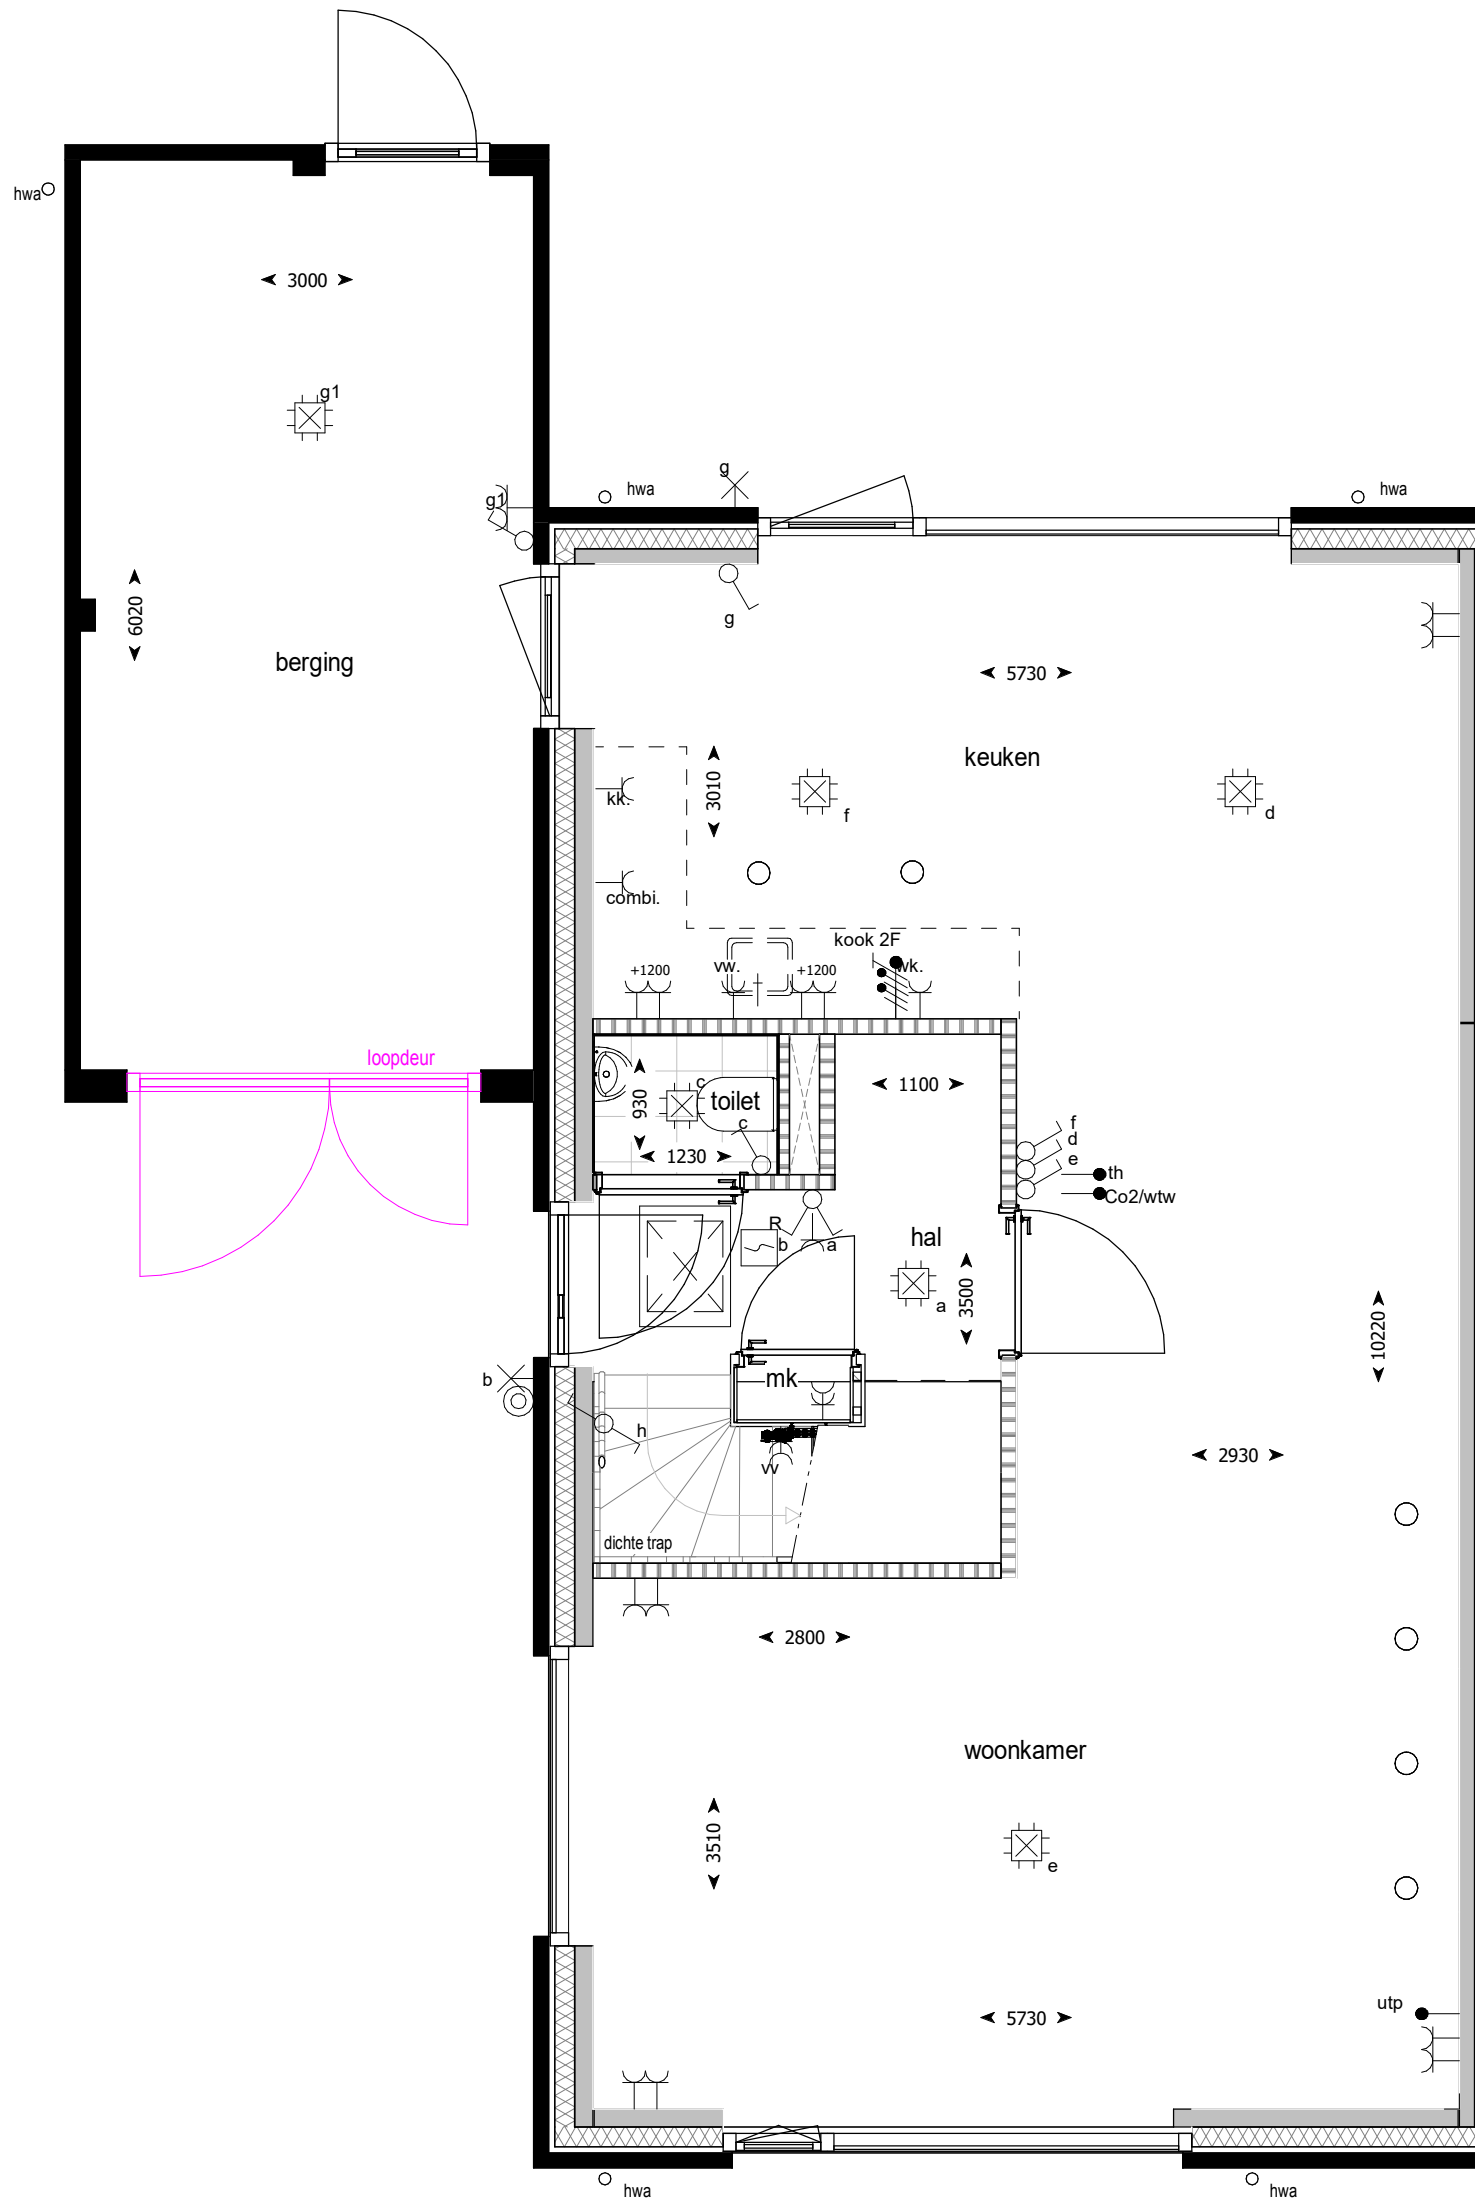 hwa
3000
g1
g
hwa
hwa
g1
6020
g
berging
5730
keuken
3010
kk.
f
d
combi.
kook 2F
+1200
vw.
+1200
wk.
loopdeur
930
c
toilet
1100
c
1230
f
d
e
th
Co2/wtw
R
b
a
hal
a
3500
10220
b
mk
h
0
vv
2930
dichte trap
2800
woonkamer
3510
e
utp
5730
hwa
hwa